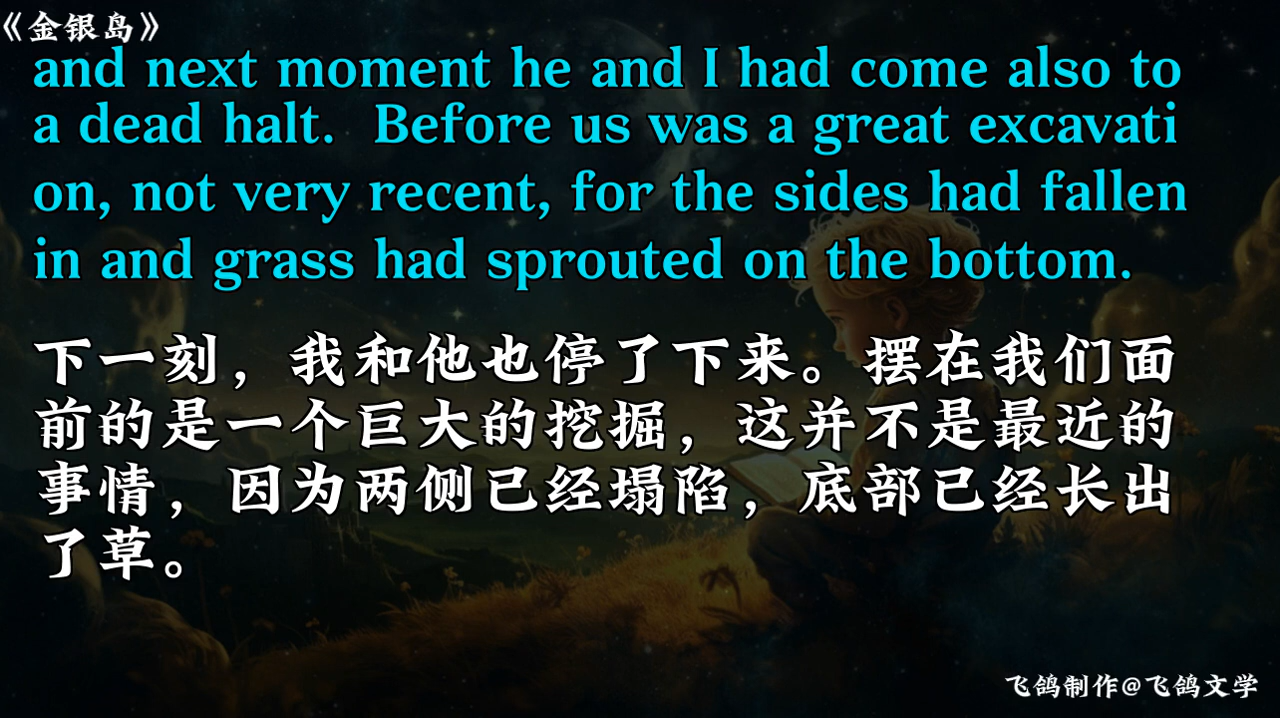 《金银岛》
and next moment he and I had come also to
a dead halt.  Before us was a great excavati
on, not very recent, for the sides had fallen
in and grass had sprouted on the bottom.
下一刻，我和他也停了下来。摆在我们面
前的是一个巨大的挖掘，这并不是最近的
事情，因为两侧已经塌陷，底部已经长出
了草。
飞鸽制作@飞鸽文学